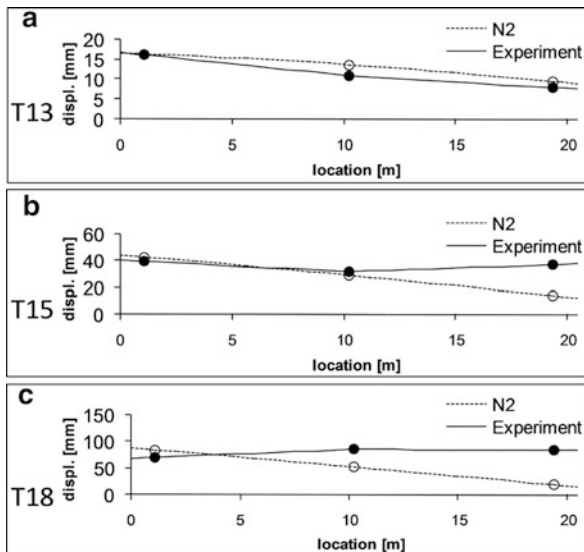 a
N2
Experiment
T13
displ. [mm]
20
15
10
5
0
0 5 10 15 20
location [m]
b
N2
Experiment
T15
displ. [mm]
60
40
20
0
0 5 10 15 20
location [m]
c
N2
Experiment
T18
displ. [mm]
150
100
50
0
0 5 10 15 20
location [m]